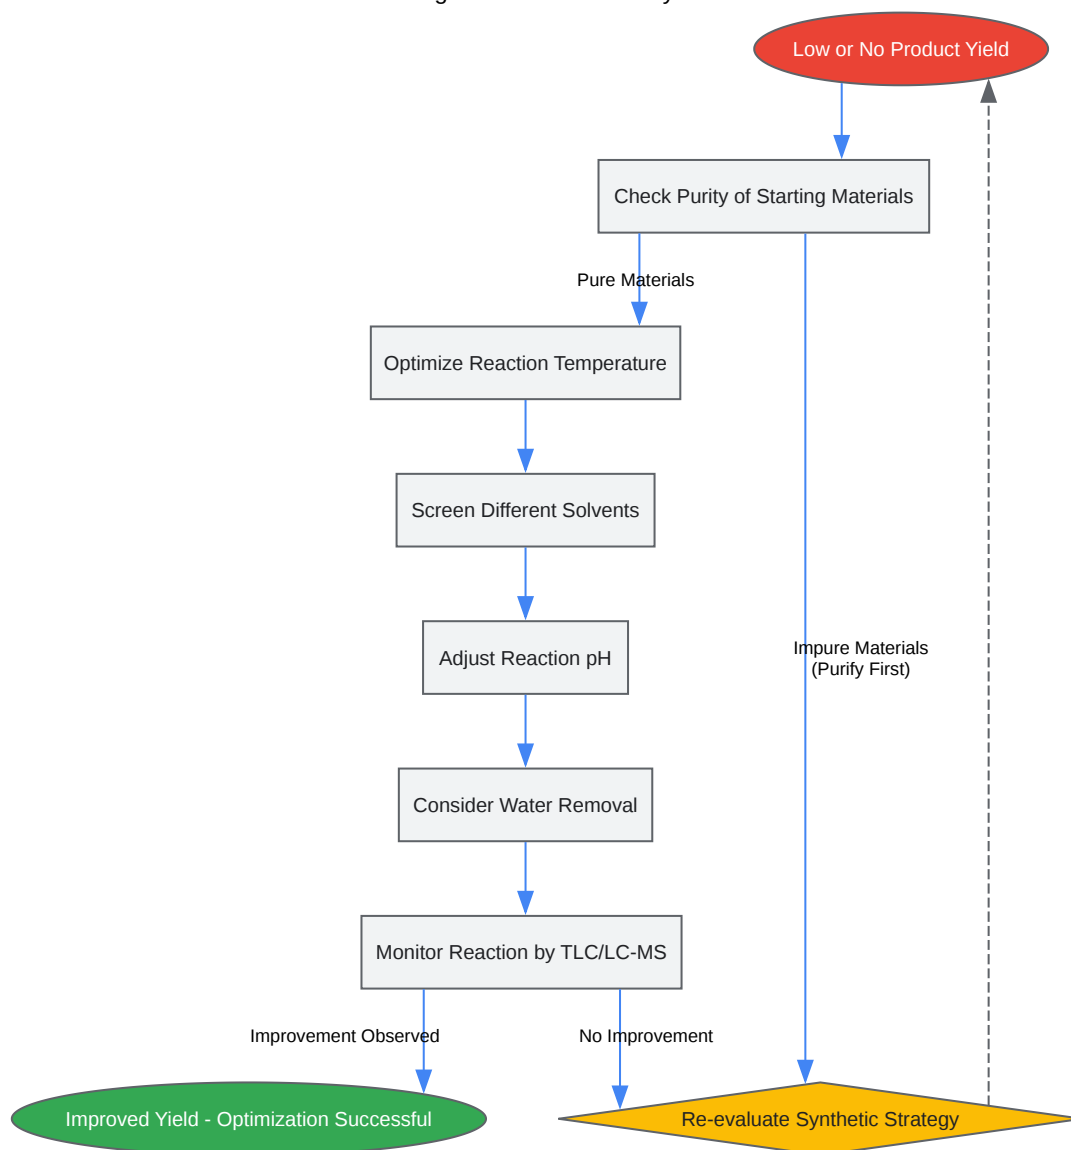 Low or No Product Yield
Check Purity of Starting Materials
Pure Materials
Optimize Reaction Temperature
Screen Different Solvents
Adjust Reaction pH
Impure Materials
(Purify First)
Consider Water Removal
Monitor Reaction by TLC/LC-MS
Improvement Observed
No Improvement
Improved Yield - Optimization Successful
Re-evaluate Synthetic Strategy